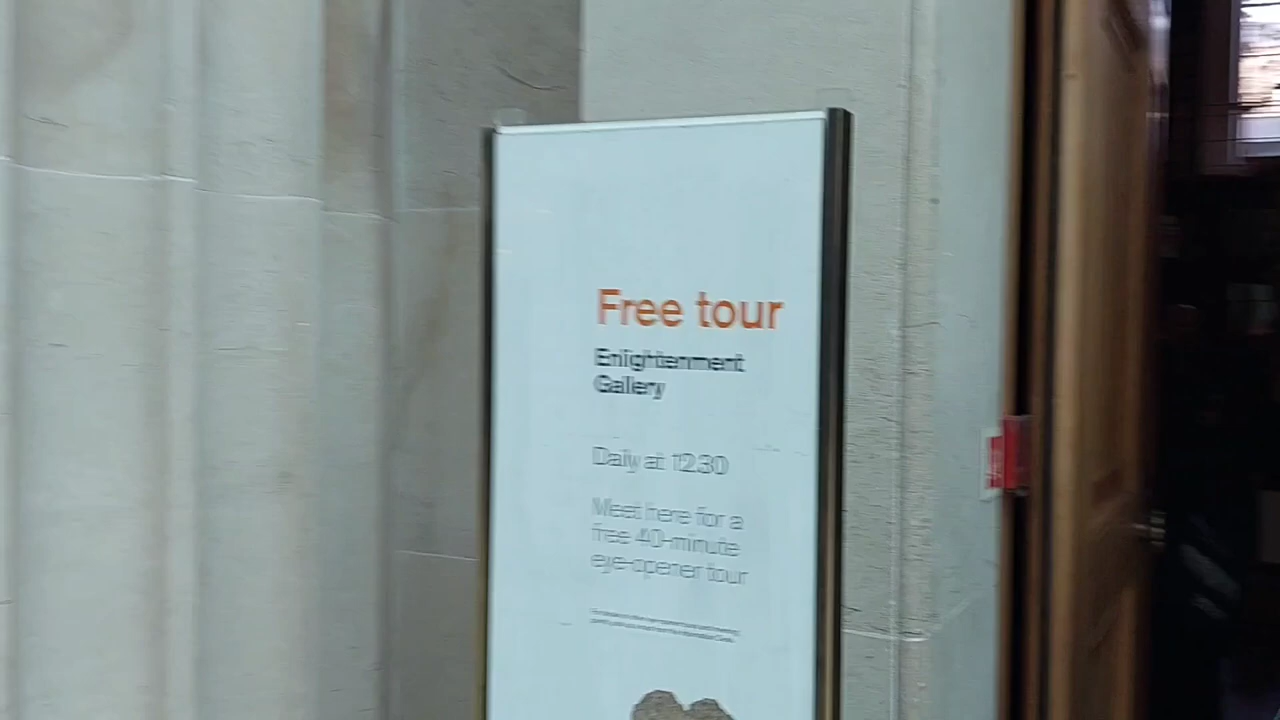 Free tour
Enlightenment
Gallery
Daily at 12.30
Meet here for a
free 40-minute
eye-opener tour